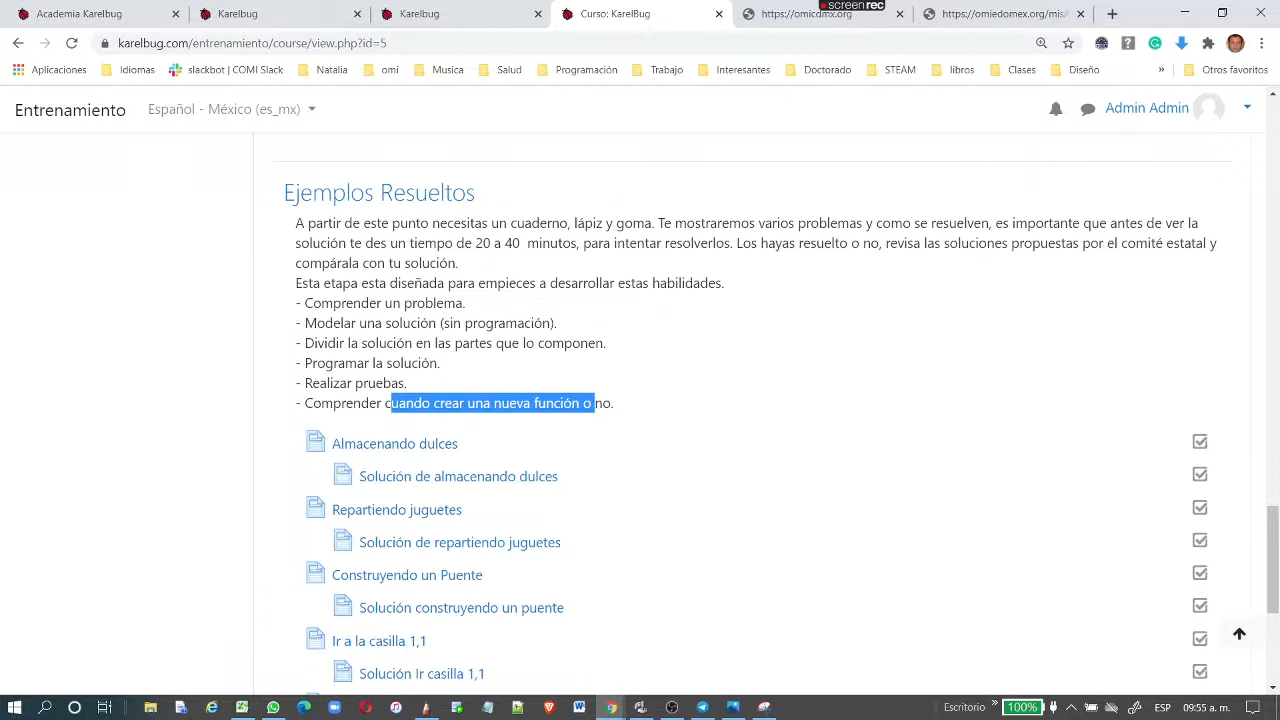 SCREENREC
Academia Karelbug
Karelbug
Karelbug
Curso: KarelBug
https://omicdmx.org
https://omiedomex.org/mis/
karelbug.com/entrenamiento/course/view.php?id=5
Aplicaciones Idiomas slackbot | COMI Slack Natalia omi Musica Salud Programación Trabajo Interesantes Doctorado STEAM libros Clases Diseño » Otros favoritos
Entrenamiento Español - México (es_mx) Admin Admin
Ejemplos Resueltos
A partir de este punto necesitas un cuaderno, lápiz y goma. Te mostraremos varios problemas y como se resuelven, es importante que antes de ver la
solución te des un tiempo de 20 a 40 minutos, para intentar resolverlos. Los hayas resuelto o no, revisa las soluciones propuestas por el comité estatal y
compárala con tu solución.
Esta etapa esta diseñada para empieces a desarrollar estas habilidades.
- Comprender un problema.
- Modelar una solución (sin programación).
- Dividir la solución en las partes que lo componen.
- Programar la solución.
- Realizar pruebas.
- Comprender cuando crear una nueva función o no.
Almacenando dulces
Solución de almacenando dulces
Repartiendo juguetes
Solución de repartiendo juguetes
Construyendo un Puente
Solución construyendo un puente
Ir a la casilla 1,1
Solución Ir casilla 1,1
Escritorio » 100% ESP 09:55 a. m.